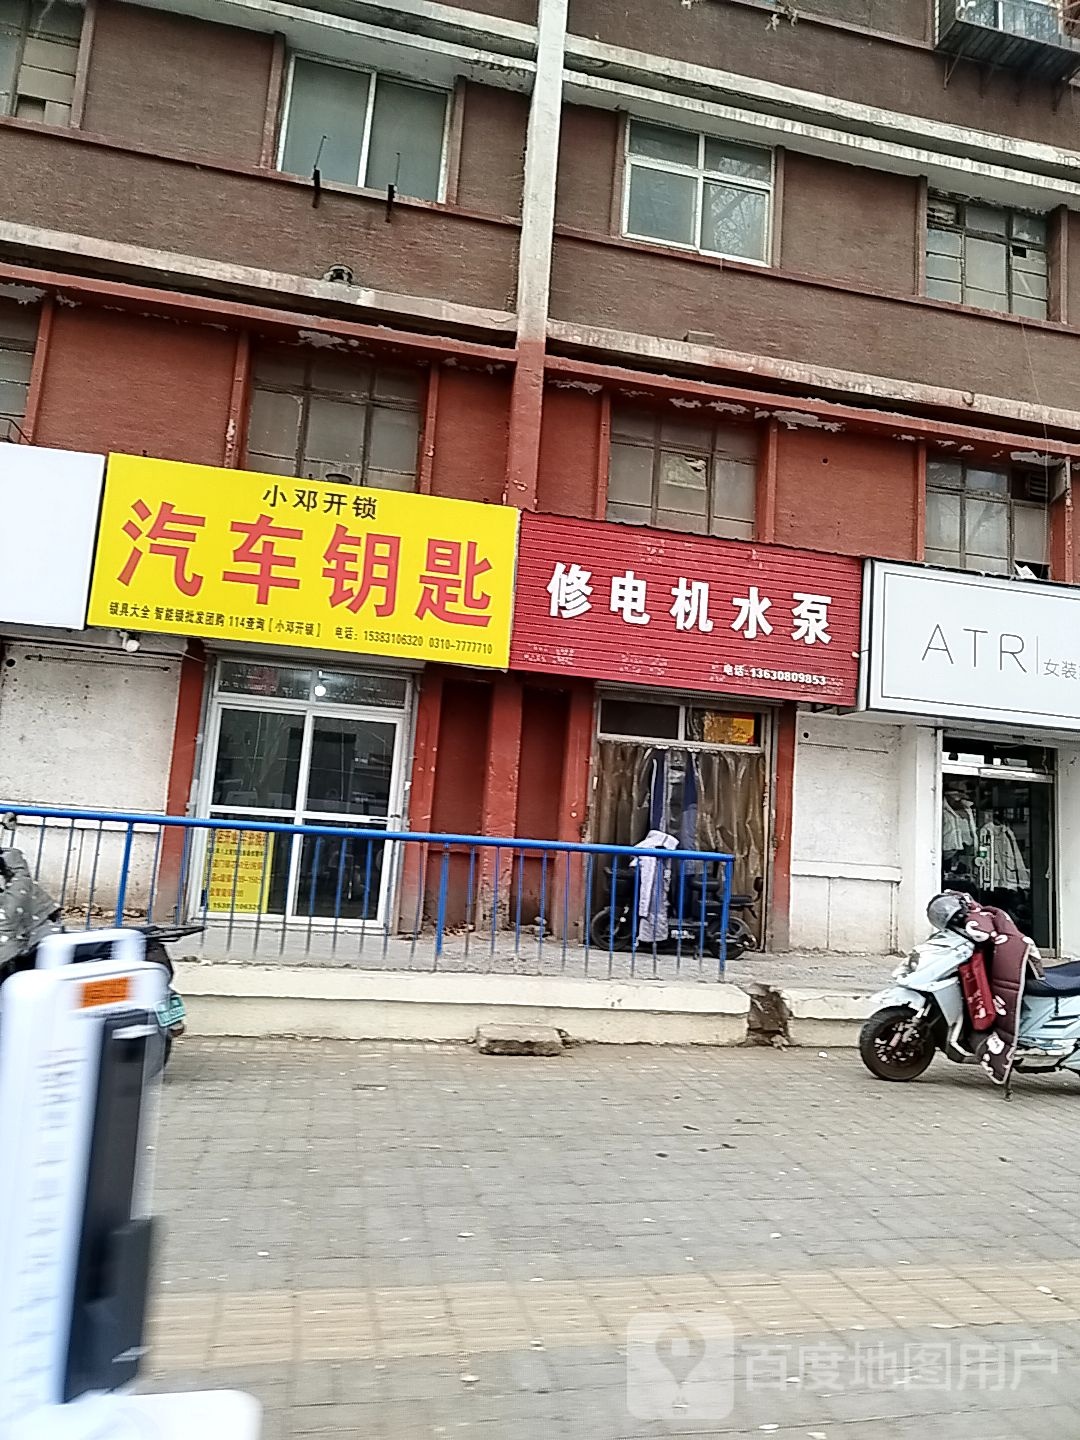 小邓开锁
汽车钥匙
锁具大全 智能锁批发团购 114查询【小邓开锁】 电话：15383106320 0310-7777710
修电机水泵
电话:13630809853
ATR|女装
百度地图用户